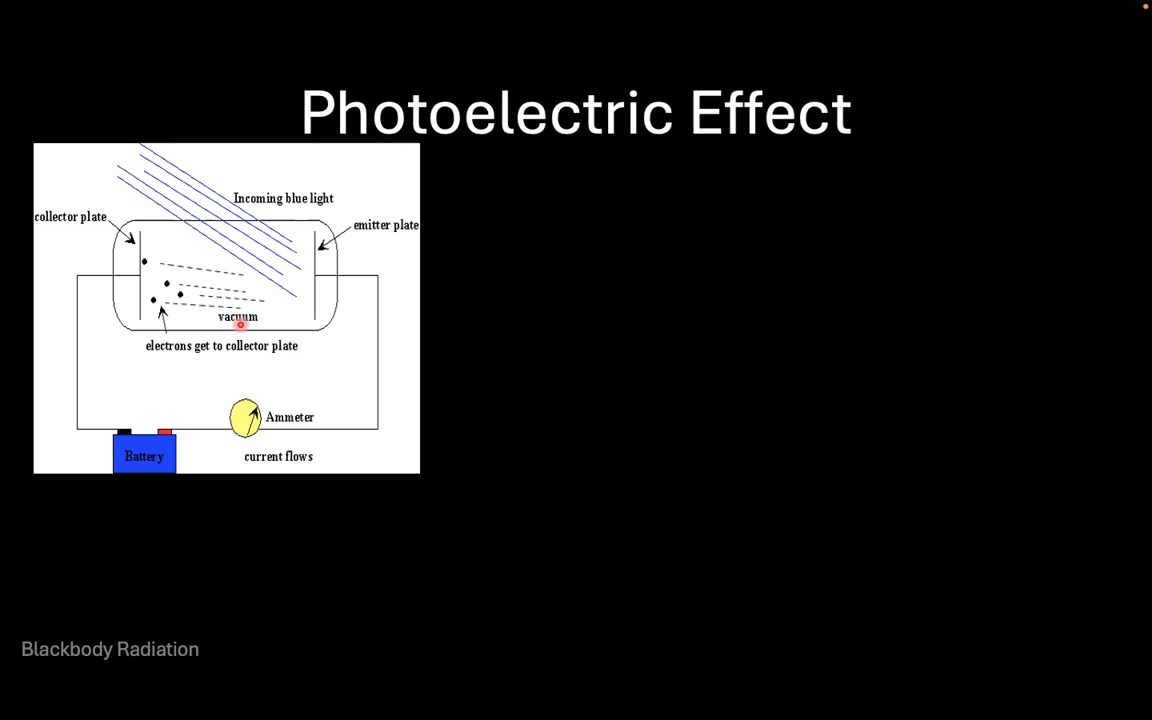 Photoelectric Effect
Incoming blue light
collector plate
emitter plate
vacuum
electrons get to collector plate
Ammeter
Battery
current flows
Blackbody Radiation